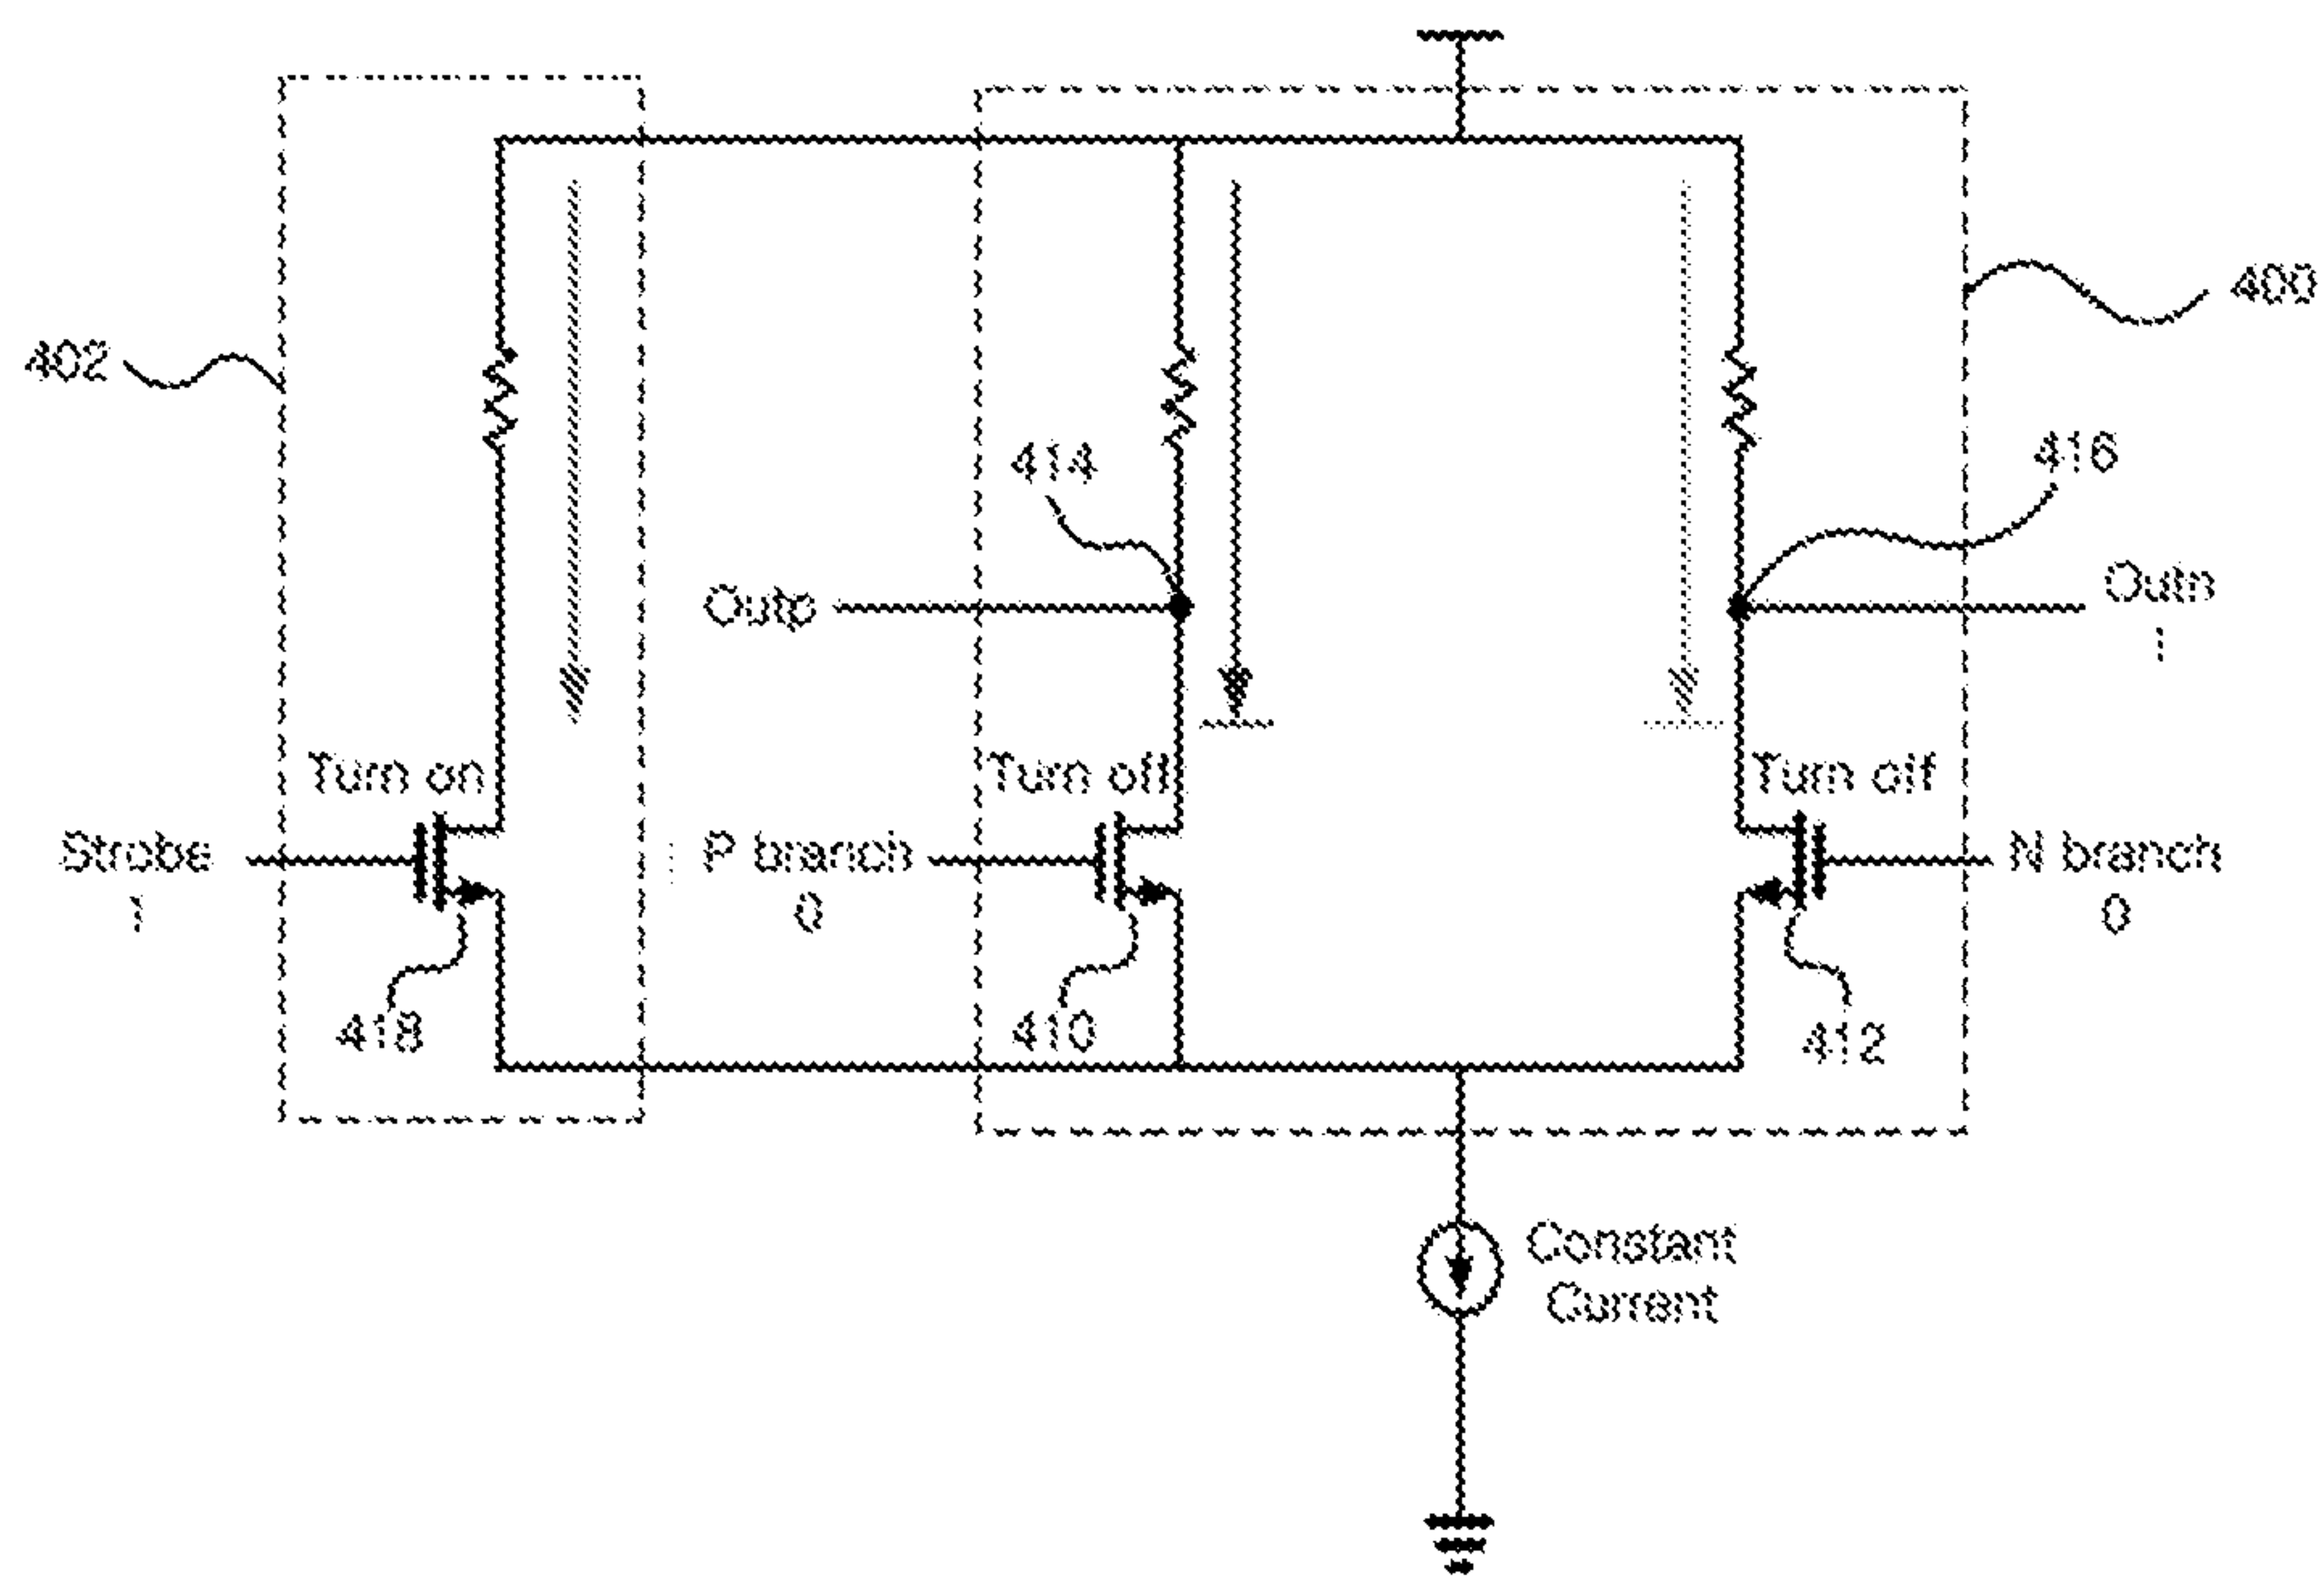 400
402
416
414
Outp
Outn
1
Turn on
Turn off
Turn off
Strobe
1
P branch
0
N branch
0
418
410
412
Constant
Current